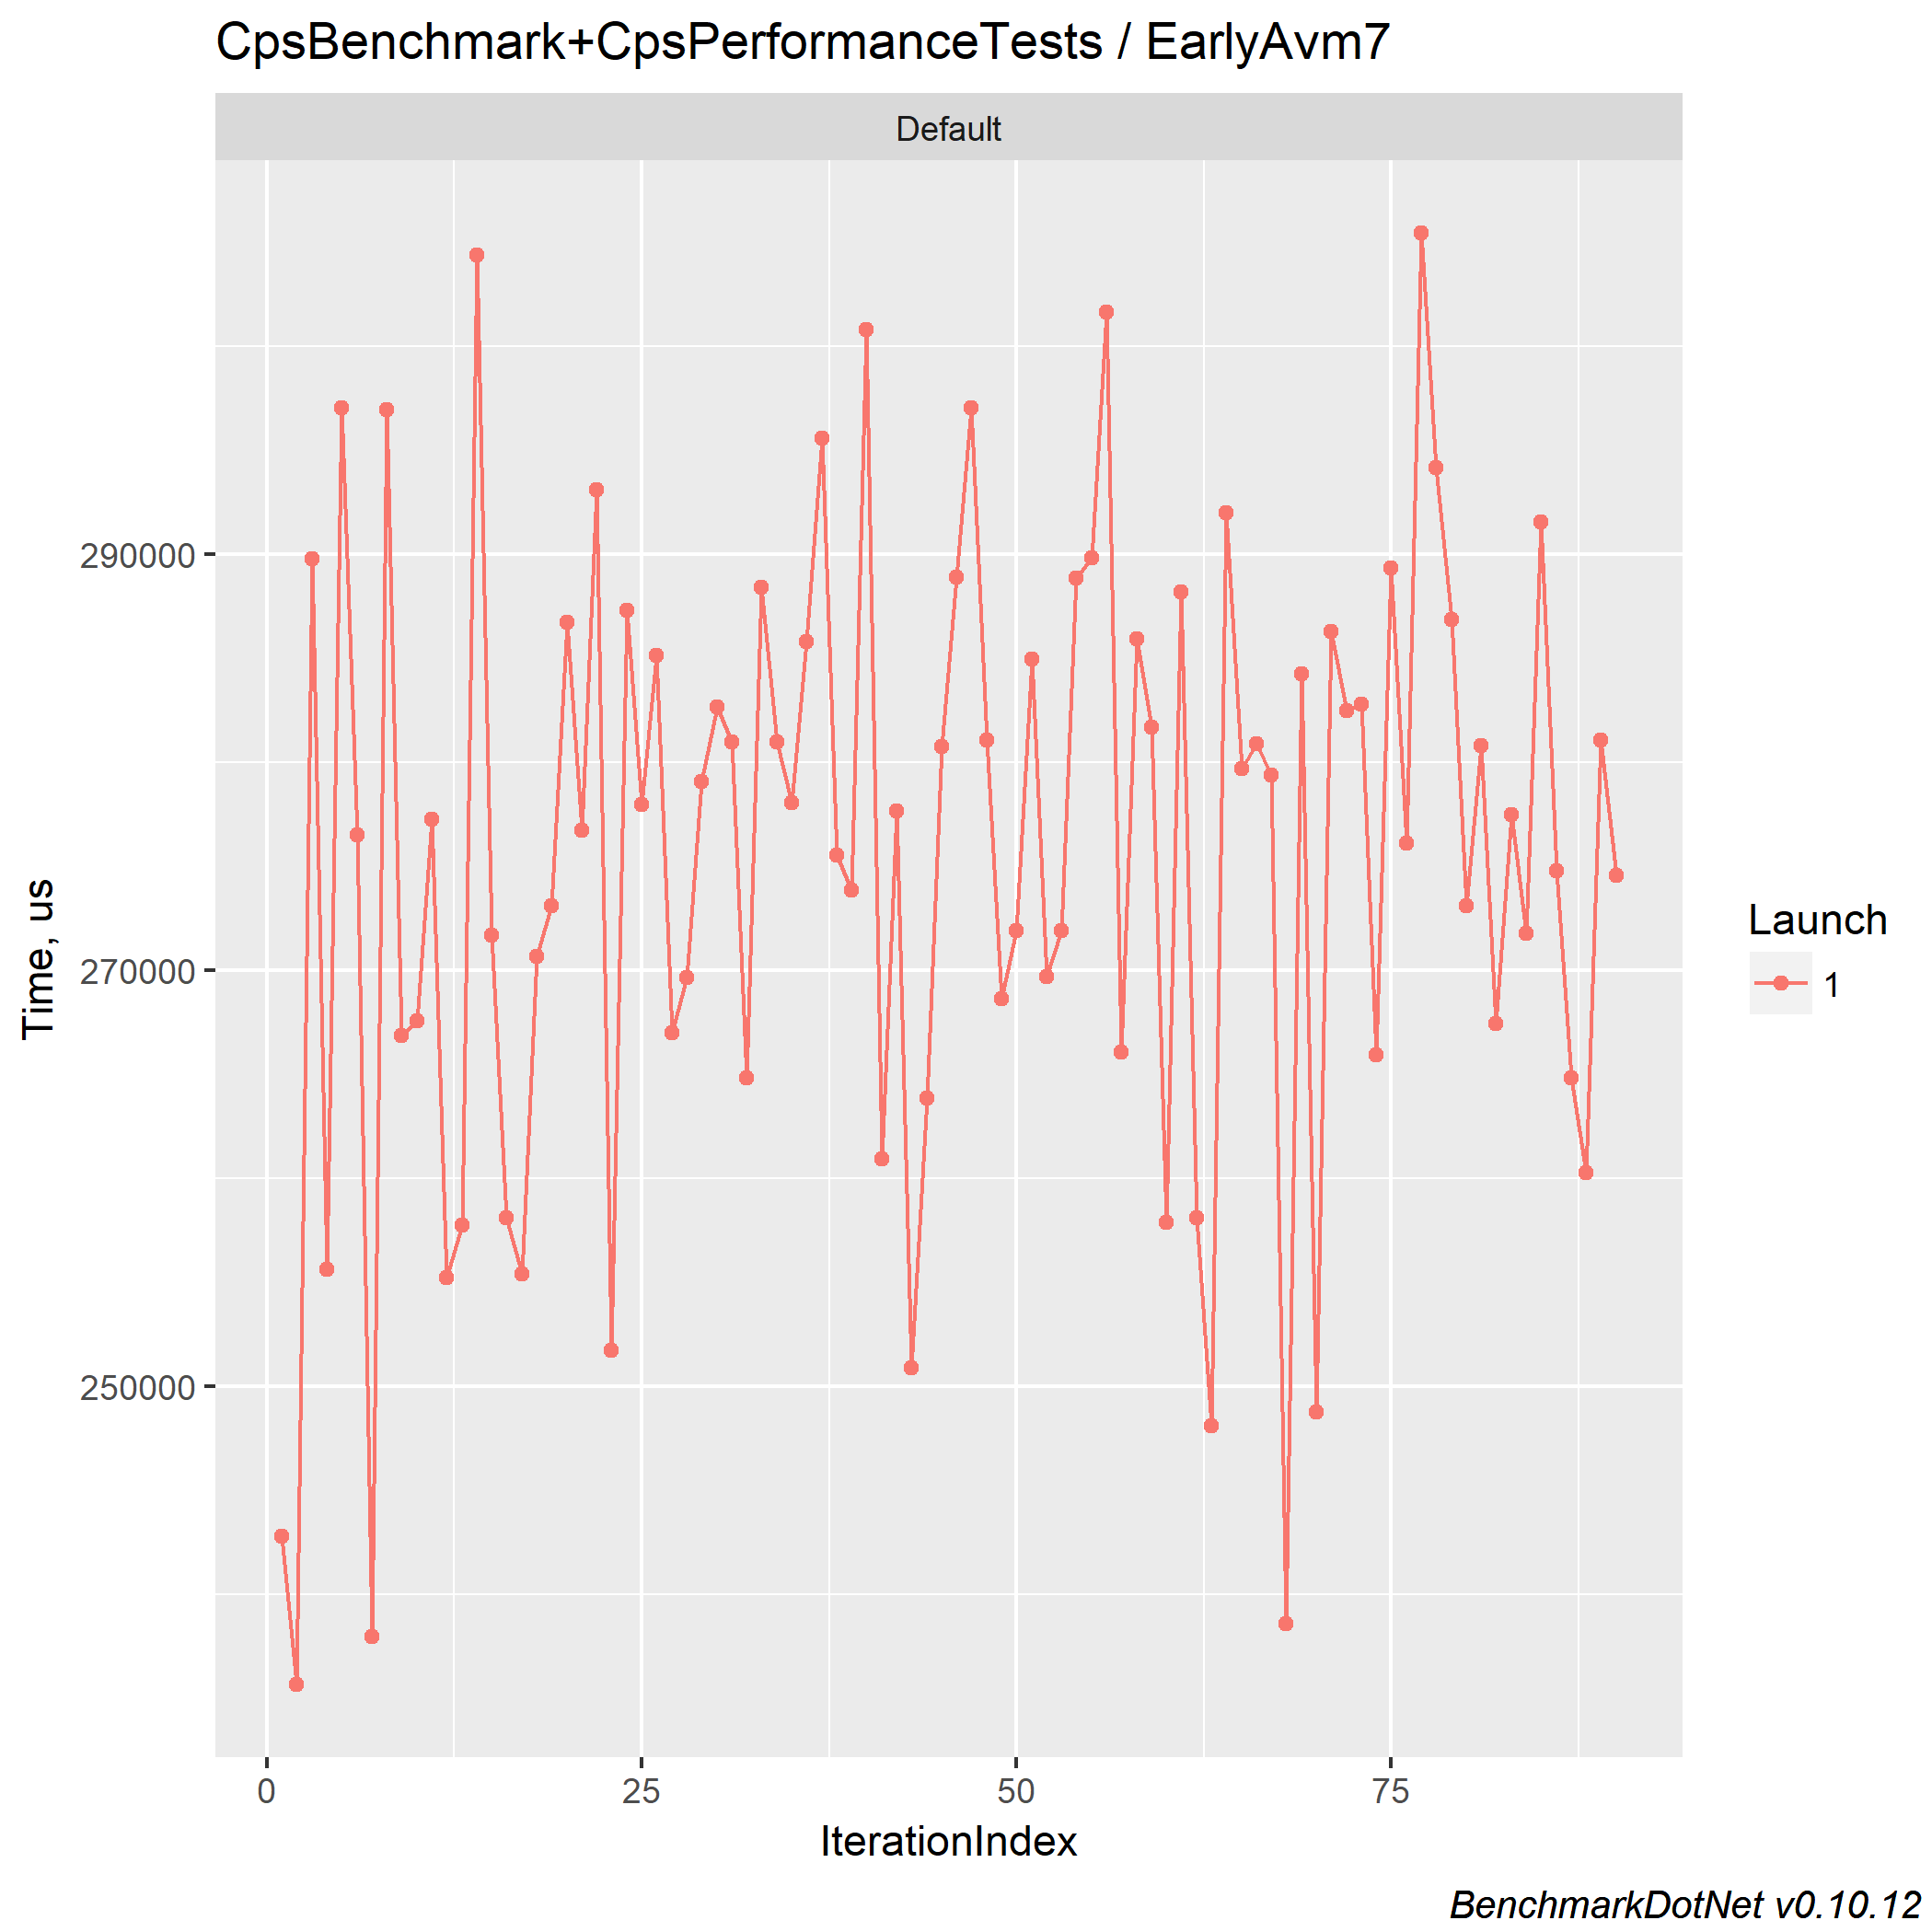 CpsBenchmark+CpsPerformanceTests / EarlyAvm7
Default
Time, us
290000
270000
250000
0 25 50 75
IterationIndex
Launch
1
BenchmarkDotNet v0.10.12